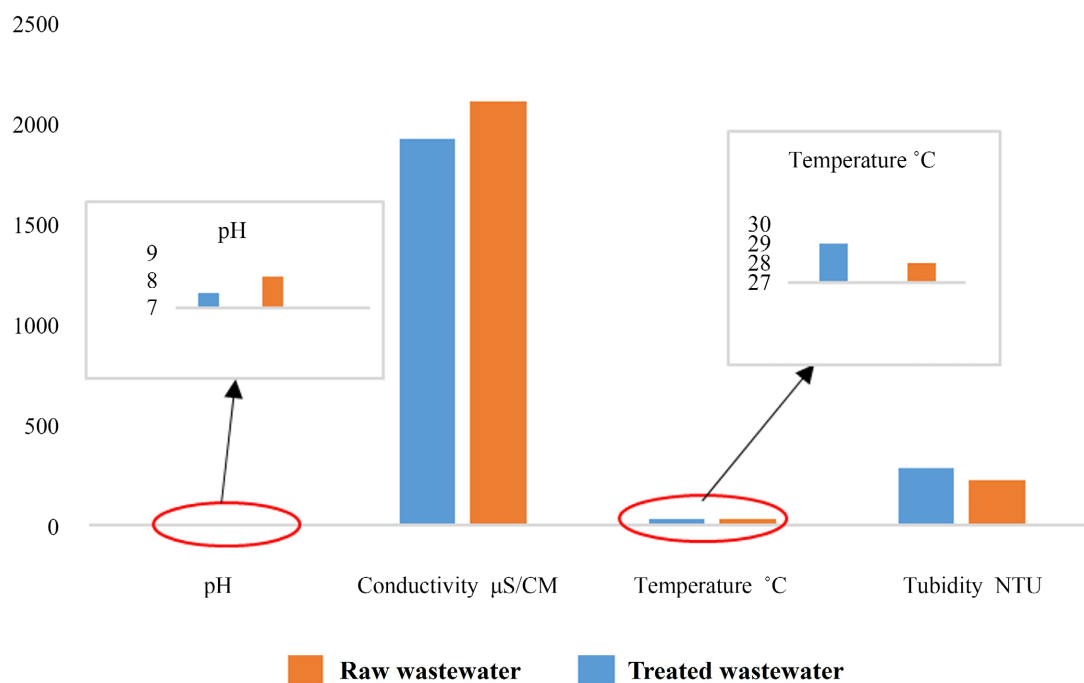 2500
2000
1500
1000
500
0
pH
9
8
7
Temperature ˚C
30
29
28
27
pH
Conductivity μS/CM
Temperature ˚C
Tubidity NTU
Raw wastewater
Treated wastewater